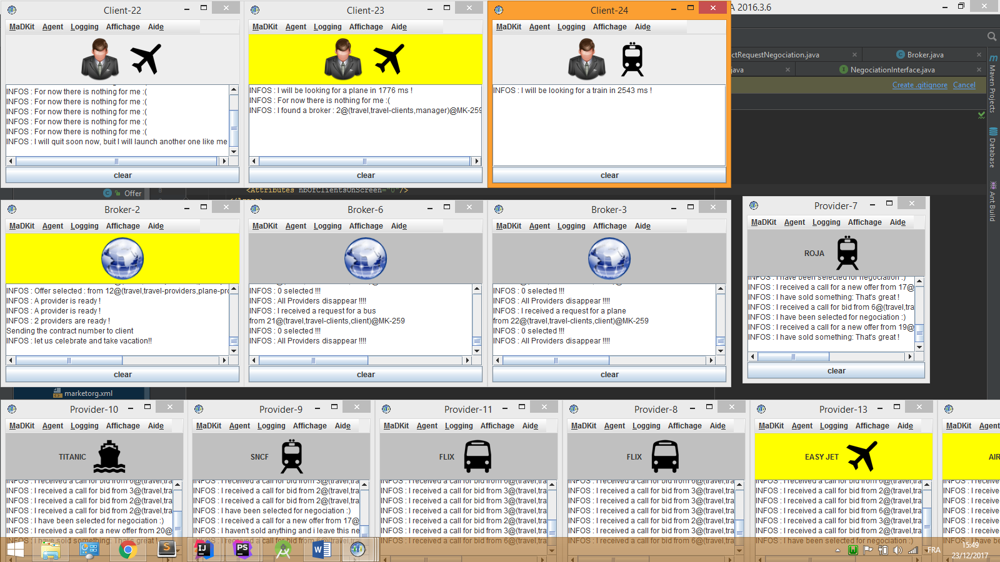 Client-22
MaDKit Agent Logging Affichage Aide
INFOS : For now there is nothing for me :(
INFOS : For now there is nothing for me :(
INFOS : For now there is nothing for me :(
INFOS : For now there is nothing for me :(
INFOS : For now there is nothing for me :(
INFOS : I will quit soon now, buit I will launch another one like me
clear
Client-23
MaDKit Agent Logging Affichage Aide
INFOS : I will be looking for a plane in 1776 ms !
INFOS : For now there is nothing for me :(
INFOS : I found a broker : 2@(travel,travel-clients,manager)@MK-259
clear
Client-24
MaDKit Agent Logging Affichage Aide
INFOS : I will be looking for a train in 2543 ms !
clear
A 2016.3.6
ctRequestNegociation.java
Broker.java
java
NegociationInterface.java
Create .gitignore Cancel
Maven Projects
Database
Ant Build
Offer
8
<Attributes nbOfClientsOnScreen="0"/>
Broker-2
MaDKit Agent Logging Affichage Aide
INFOS : Offer selected : from 12@(travel,travel-providers,plane-pro
INFOS : A provider is ready !
INFOS : A provider is ready !
INFOS : 2 providers are ready !
Sending the contract number to client
INFOS : let us celebrate and take vacation!!
clear
Broker-6
MaDKit Agent Logging Affichage Aide
INFOS : 0 selected !!!
INFOS : All Providers disappear !!!!
INFOS : I received a request for a bus
from 21@(travel,travel-clients,client)@MK-259
INFOS : 0 selected !!!
INFOS : All Providers disappear !!!!
clear
Broker-3
MaDKit Agent Logging Affichage Aide
INFOS : 0 selected !!!
INFOS : All Providers disappear !!!!
INFOS : I received a request for a plane
from 22@(travel,travel-clients,client)@MK-259
INFOS : 0 selected !!!
INFOS : All Providers disappear !!!!
clear
Provider-7
MaDKit Agent Logging Affichage Aide
ROJA
INFOS : I have been selected for negociation :)
INFOS : I received a call for a new offer from 17@
INFOS : I have sold something: That's great !
INFOS : I received a call for bid from 6@(travel,tra
INFOS : I have been selected for negociation :)
INFOS : I received a call for a new offer from 19@
INFOS : I have sold something: That's great !
clear
marketorg.xml
Provider-10
MaDKit Agent Logging Affichage Aide
TITANIC
INFOS : I received a call for bid from 6@(travel,tra
INFOS : I received a call for bid from 3@(travel,tra
INFOS : I received a call for bid from 3@(travel,tra
INFOS : I received a call for bid from 2@(travel,tra
INFOS : I have been selected for negociation :)
INFOS : I received a call for a new offer from 20@
INFOS : I have sold something: That's great !
Provider-9
MaDKit Agent Logging Affichage Aide
SNCF
INFOS : I received a call for bid from 3@(travel,tra
INFOS : I received a call for bid from 2@(travel,tra
INFOS : I received a call for bid from 2@(travel,tra
INFOS : I have been selected for negociation :)
INFOS : I received a call for a new offer from 17@
INFOS : I haven't sold anything and i leave this ne
INFOS : I received a call for bid from 6@(travel,tra
Provider-11
MaDKit Agent Logging Affichage Aide
FLIX
INFOS : I received a call for bid from 6@(travel,tra
INFOS : I received a call for bid from 3@(travel,tra
INFOS : I received a call for bid from 3@(travel,tra
INFOS : I received a call for bid from 3@(travel,tra
INFOS : I received a call for bid from 2@(travel,tra
INFOS : I received a call for bid from 2@(travel,tra
INFOS : I received a call for bid from 6@(travel,tra
Provider-8
MaDKit Agent Logging Affichage Aide
FLIX
INFOS : I received a call for bid from 6@(travel,tra
INFOS : I received a call for bid from 3@(travel,tra
INFOS : I received a call for bid from 3@(travel,tra
INFOS : I received a call for bid from 3@(travel,tra
INFOS : I received a call for bid from 2@(travel,tra
INFOS : I received a call for bid from 2@(travel,tra
INFOS : I received a call for bid from 6@(travel,tra
Provider-13
MaDKit Agent Logging Affichage Aide
EASY JET
INFOS : I received a call for bid from 6@(travel,tra
INFOS : I received a call for bid from 3@(travel,tra
INFOS : I received a call for bid from 2@(travel,tra
INFOS : I received a call for bid from 6@(travel,tra
INFOS : I received a call for bid from 3@(travel,tra
INFOS : I received a call for bid from 2@(travel,tra
INFOS : I have been selected for negociation :)
MaDKit Agent
AIR
INFOS : I received
INFOS : I received
INFOS : I received
INFOS : I received
INFOS : I received
INFOS : I received
INFOS : I have be
FRA
15:49
23/12/2017